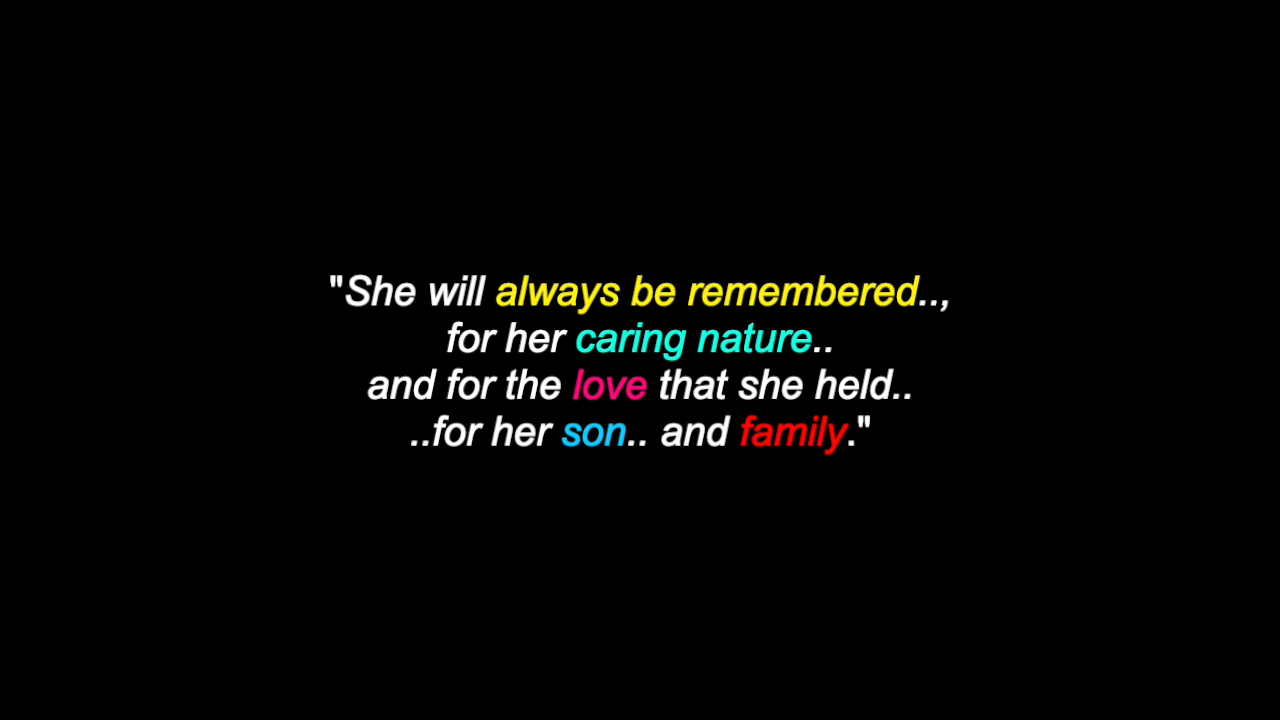 "She will always be remembered..,
for her caring nature..
and for the love that she held..
..for her son.. and family."